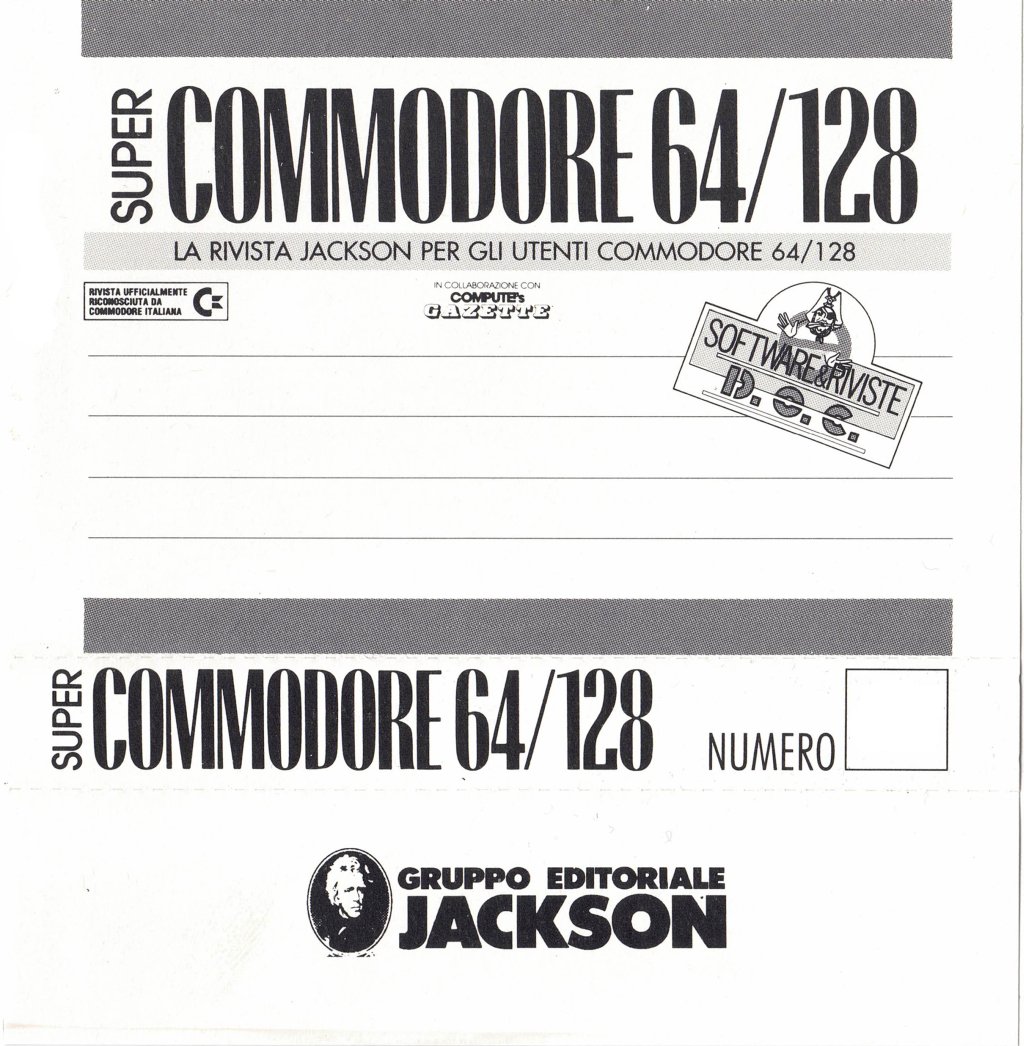 SUPER
COMMODORE 64/128
LA RIVISTA JACKSON PER GLI UTENTI COMMODORE 64/128
RIVISTA UFFICIALMENTE
RICONOSCIUTA DA
COMMODORE ITALIANA
IN COLLABORAZIONE CON
COMPUTE!'s
GAZETTE
SOFTWARE & RIVISTE
D.O.C.
SUPER
COMMODORE 64/128
NUMERO
GRUPPO EDITORIALE
JACKSON